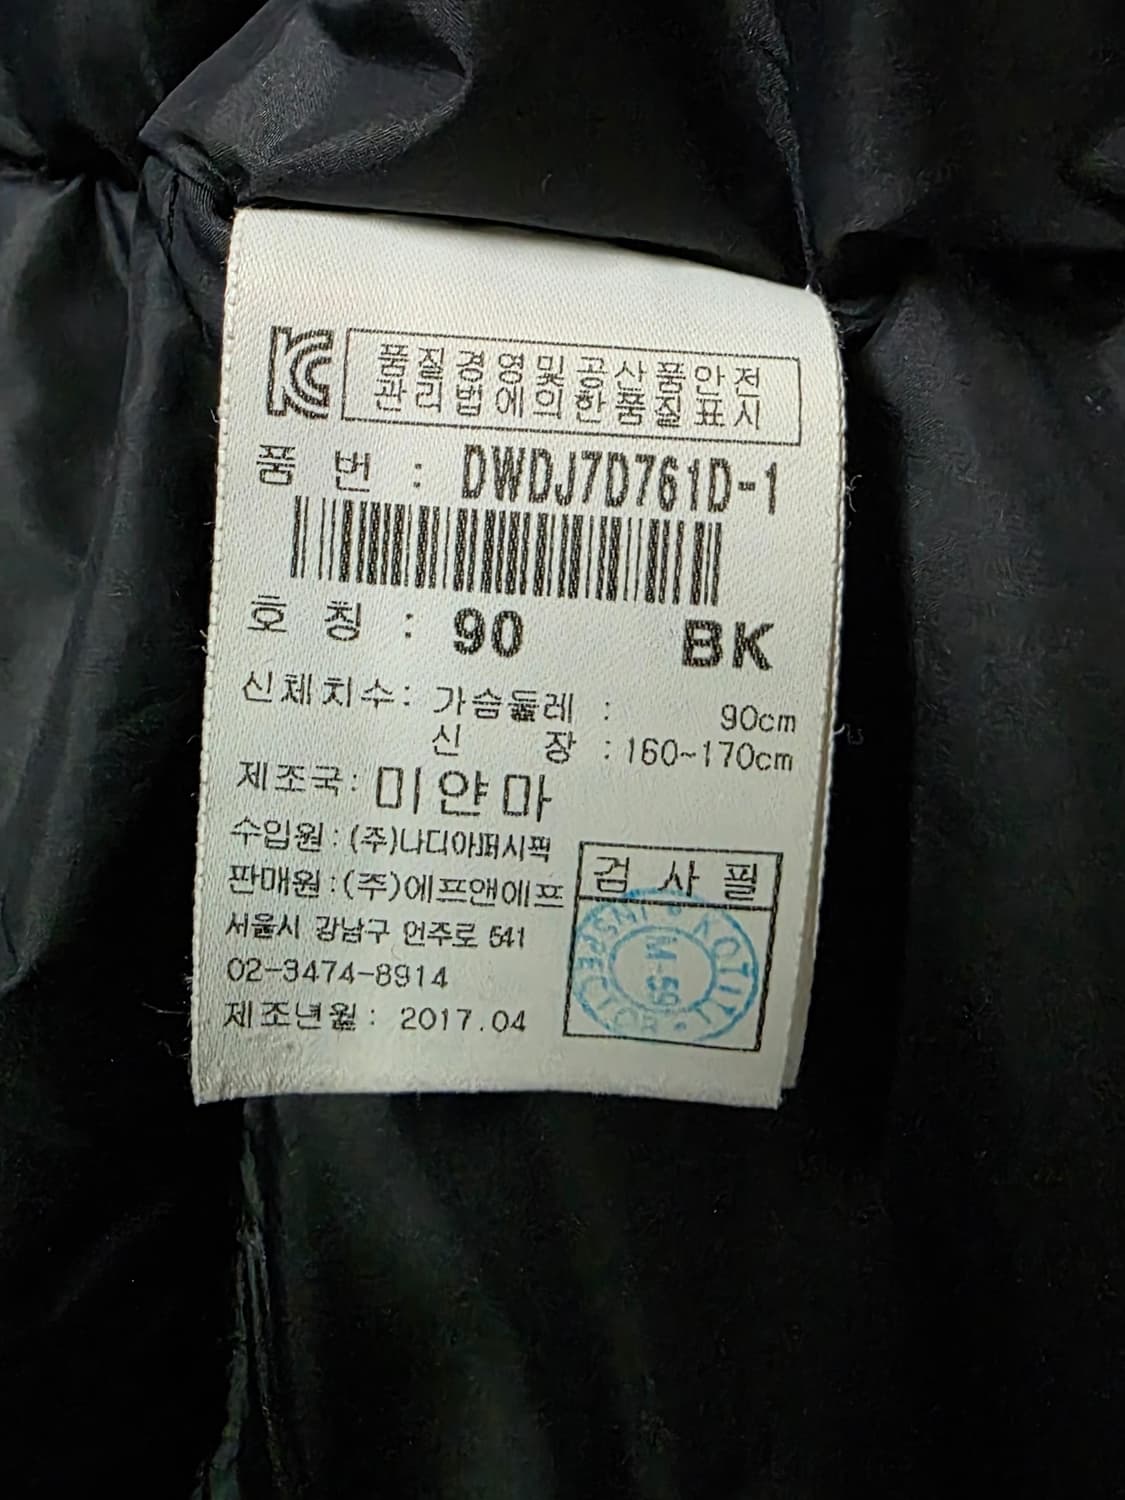 KC
품질경영및공산품안전
관리법에의한품질표시
품 번 : DWDJ7D761D-1
호 칭 : 90 BK
신체치수: 가슴둘레 : 90cm
신 장 : 160~170cm
제조국: 미얀마
수입원 : (주)나디아퍼시픽
판매원 : (주)에프앤에프
서울시 강남구 언주로 541
02-3474-8914
제조년월 : 2017.04
검 사 필
KOTITI
INSPECTOR
M-59